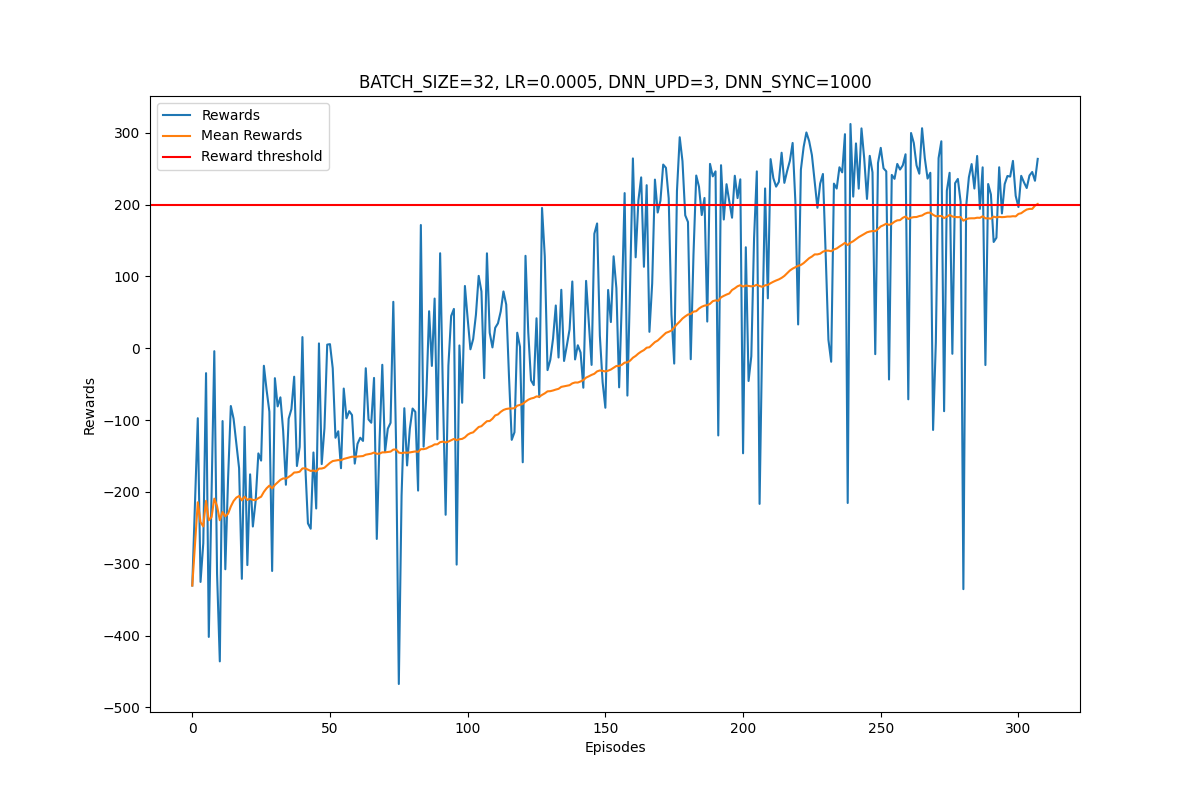 BATCH_SIZE=32, LR=0.0005, DNN_UPD=3, DNN_SYNC=1000
Rewards
Mean Rewards
Reward threshold
300
200
100
0
−100
−200
−300
−400
−500
Rewards
0
50
100
150
200
250
300
Episodes